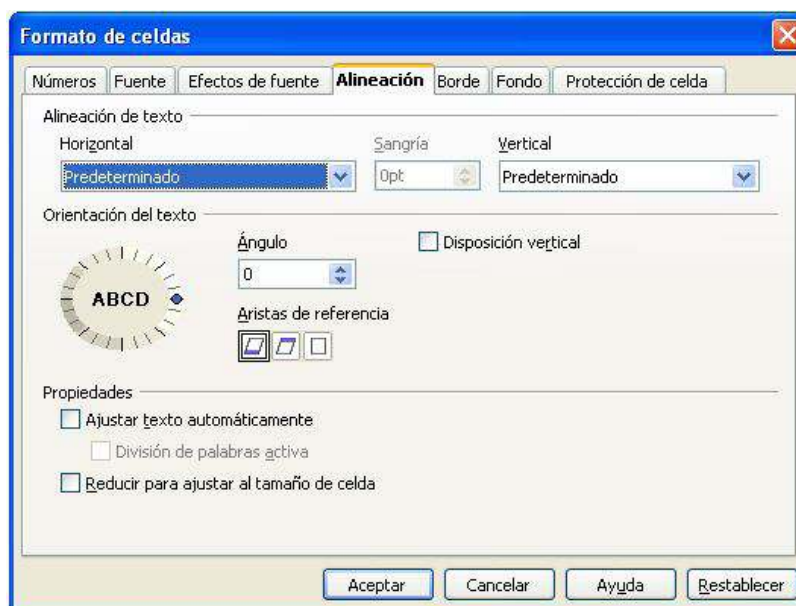 Formato de celdas
Números Fuente Efectos de fuente Alineación Borde Fondo Protección de celda
Alineación de texto
Horizontal Sangría Vertical
Predeterminado 0pt Predeterminado
Orientación del texto
Ángulo Disposición vertical
0
ABCD
Aristas de referencia
Propiedades
Ajustar texto automáticamente
División de palabras activa
Reducir para ajustar al tamaño de celda
Aceptar Cancelar Ayuda Restablecer